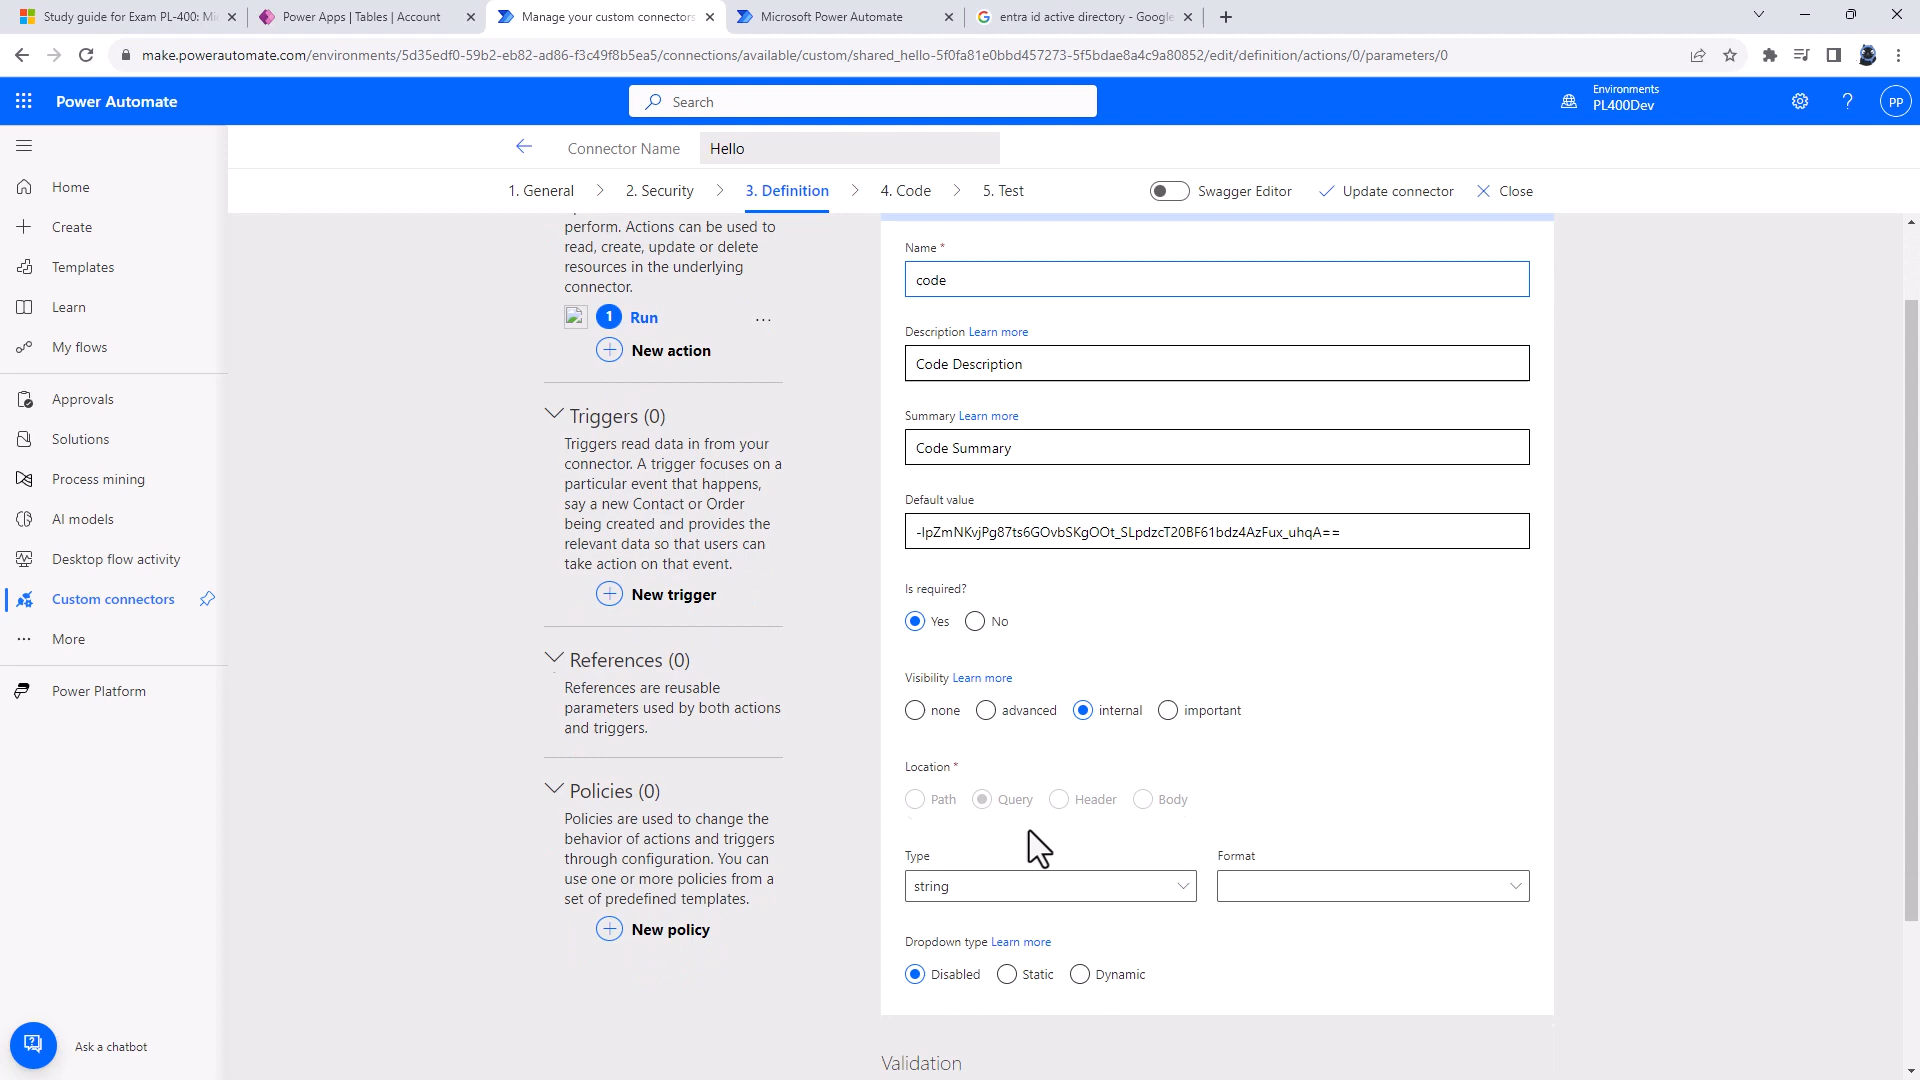 Study guide for Exam PL-400: Mi
Power Apps | Tables | Account
Manage your custom connectors
Microsoft Power Automate
entra id active directory - Google
make.powerautomate.com/environments/5d35edf0-59b2-eb82-ad86-f3c49f8b5ea5/connections/available/custom/shared_hello-5f0fa81e0bbd457273-5f5bdae8a4c9a80852/edit/definition/actions/0/parameters/0
Power Automate
Search
Environments
PL400Dev
PP
Connector Name
Hello
1. General
2. Security
3. Definition
4. Code
5. Test
Swagger Editor
Update connector
Close
Home
Create
Templates
Learn
My flows
Approvals
Solutions
Process mining
AI models
Desktop flow activity
Custom connectors
More
Power Platform
Ask a chatbot
perform. Actions can be used to
read, create, update or delete
resources in the underlying
connector.
1 Run
New action
Triggers (0)
Triggers read data in from your
connector. A trigger focuses on a
particular event that happens,
say a new Contact or Order
being created and provides the
relevant data so that users can
take action on that event.
New trigger
References (0)
References are reusable
parameters used by both actions
and triggers.
Policies (0)
Policies are used to change the
behavior of actions and triggers
through configuration. You can
use one or more policies from a
set of predefined templates.
New policy
Name *
code
Description Learn more
Code Description
Summary Learn more
Code Summary
Default value
-IpZmNKvjPg87ts6GOvbSKgOOt_SLpdzcT20BF61bdz4AzFux_uhqA==
Is required?
Yes No
Visibility Learn more
none advanced internal important
Location *
Path Query Header Body
Type
Format
string
Dropdown type Learn more
Disabled Static Dynamic
Validation